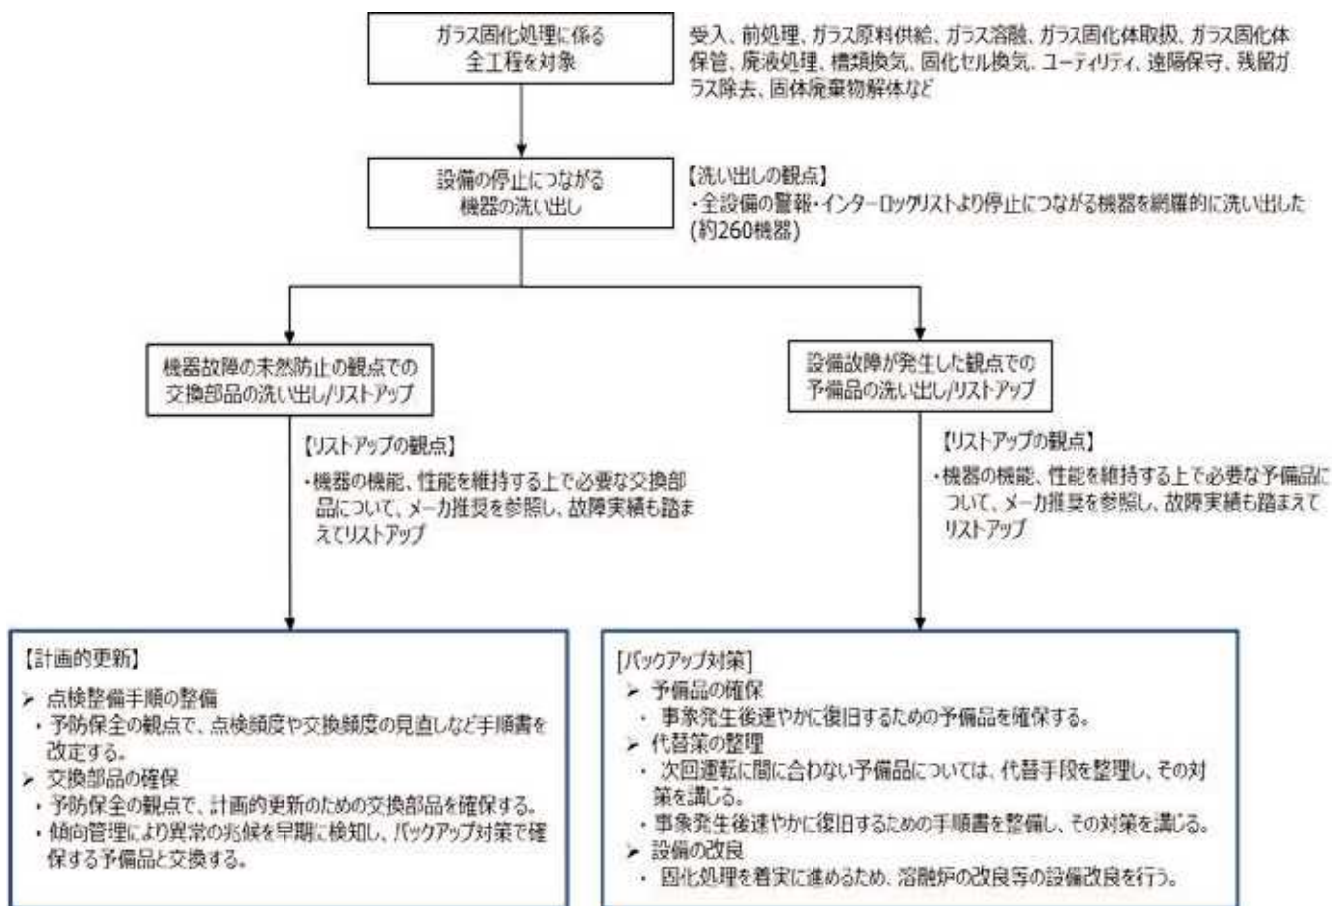 ガラス固化処理に係る
全工程を対象
受入、前処理、ガラス原料供給、ガラス溶融、ガラス固化体取扱、ガラス固化体
保管、廃液処理、槽類換気、固化セル換気、ユーティリティ、遠隔保守、残留ガ
ラス除去、固体廃棄物解体など
設備の停止につながる
機器の洗い出し
【洗い出しの観点】
・全設備の警報・インターロックリストより停止につながる機器を網羅的に洗い出した
(約260機器)
機器故障の未然防止の観点での
交換部品の洗い出し/リストアップ
設備故障が発生した観点での
予備品の洗い出し/リストアップ
【リストアップの観点】
・機器の機能、性能を維持する上で必要な交換部
品について、メーカ推奨を参照し、故障実績も踏ま
えてリストアップ
【リストアップの観点】
・機器の機能、性能を維持する上で必要な予備品に
ついて、メーカ推奨を参照し、故障実績も踏まえて
リストアップ
【計画的更新】
➢ 点検整備手順の整備
・予防保全の観点で、点検頻度や交換頻度の見直しなど手順書を
改定する。
➢ 交換部品の確保
・予防保全の観点で、計画的更新のための交換部品を確保する。
・傾向管理により異常の兆候を早期に検知し、バックアップ対策で確
保する予備品と交換する。
[バックアップ対策]
➢ 予備品の確保
・ 事象発生後速やかに復旧するための予備品を確保する。
➢ 代替策の整理
・ 次回運転に間に合わない予備品については、代替手段を整理し、その対
策を講じる。
・ 事象発生後速やかに復旧するための手順書を整備し、その対策を講じる。
➢ 設備の改良
・ 固化処理を着実に進めるため、溶融炉の改良等の設備改良を行う。